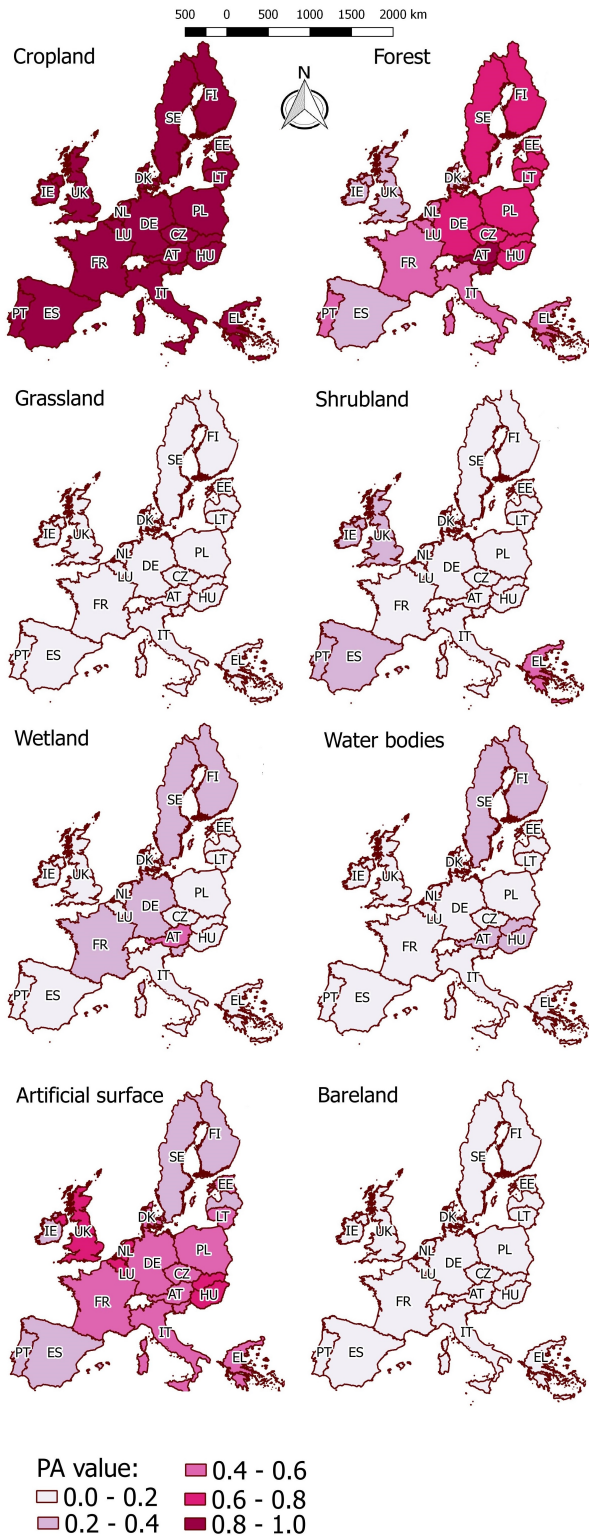 500 0 500 1000 1500 2000 km
Cropland
Forest
N
FI
SE
EE
DK
LT
IE
UK
NL
DE
PL
LU
CZ
FR
AT
HU
IT
PT
ES
EL
FI
SE
EE
DK
LT
IE
UK
NL
DE
PL
LU
CZ
FR
AT
HU
IT
PT
ES
EL
Grassland
Shrubland
FI
SE
EE
DK
LT
IE
UK
NL
DE
PL
LU
CZ
FR
AT
HU
IT
PT
ES
EL
FI
SE
EE
DK
LT
IE
UK
NL
DE
PL
LU
CZ
FR
AT
HU
IT
PT
ES
EL
Wetland
Water bodies
FI
SE
EE
DK
LT
IE
UK
NL
DE
PL
LU
CZ
FR
AT
HU
IT
PT
ES
EL
FI
SE
EE
DK
LT
IE
UK
NL
DE
PL
LU
CZ
FR
AT
HU
IT
PT
ES
EL
Artificial surface
Bareland
FI
SE
EE
DK
LT
IE
UK
NL
DE
PL
LU
CZ
FR
AT
HU
IT
PT
ES
EL
FI
SE
EE
DK
LT
IE
UK
NL
DE
PL
LU
CZ
FR
AT
HU
IT
PT
ES
EL
PA value:
0.0 - 0.2
0.2 - 0.4
0.4 - 0.6
0.6 - 0.8
0.8 - 1.0